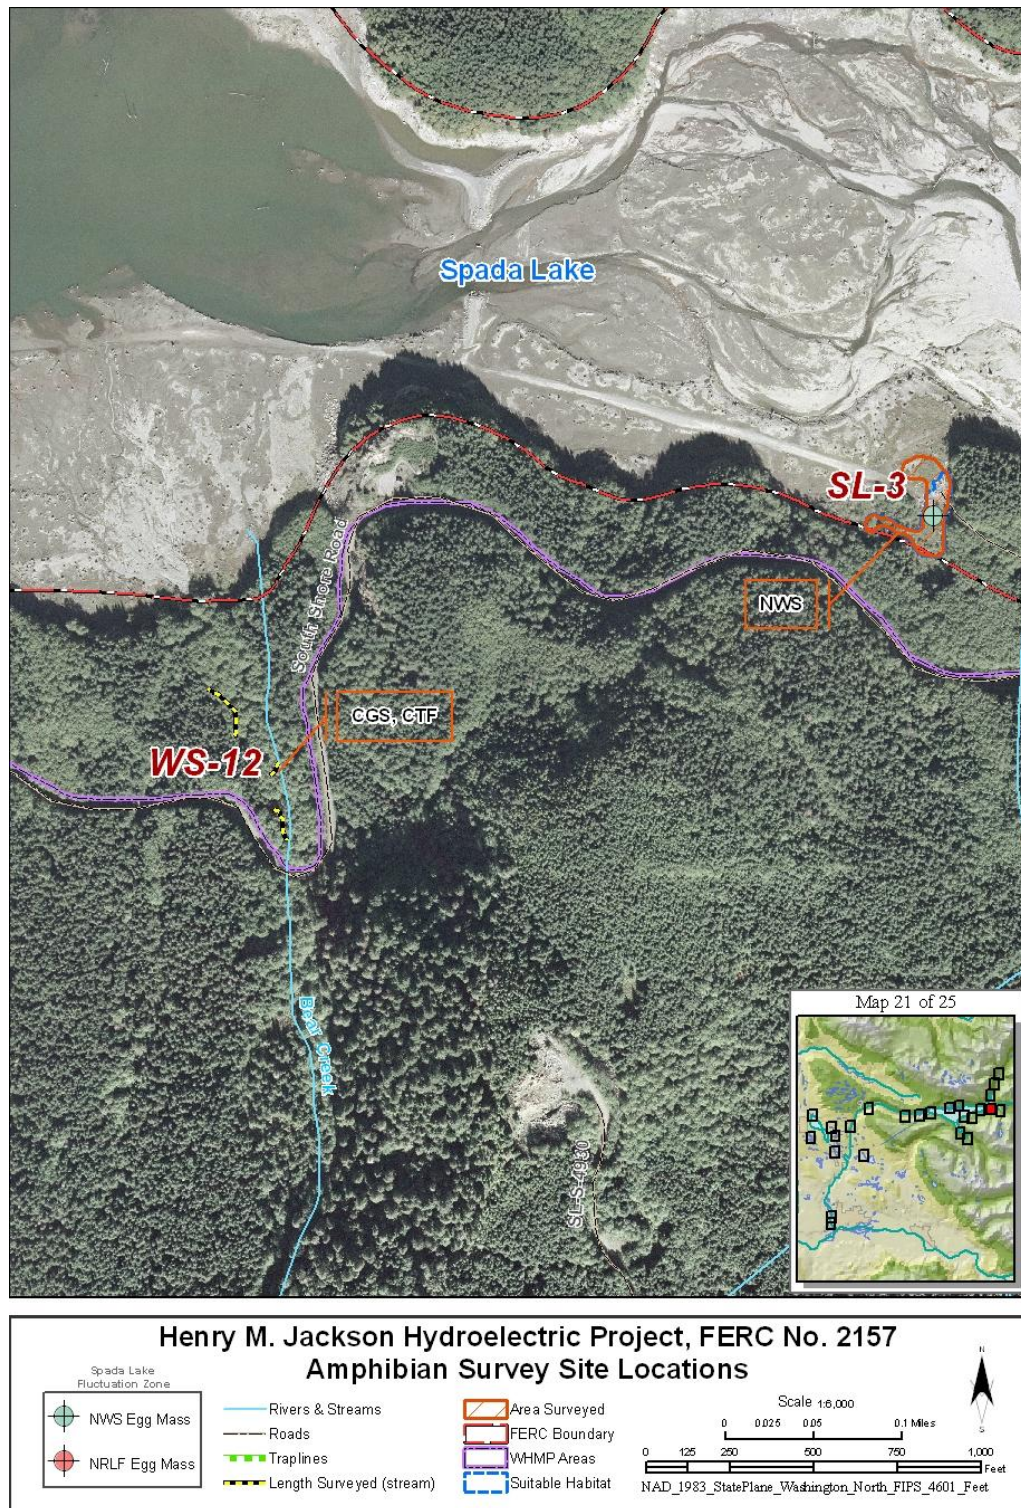 Spada Lake
SL-3
NWS
South Shore Road
CGS, CTF
WS-12
Bear Creek
SL-S-4930
Map 21 of 25
Henry M. Jackson Hydroelectric Project, FERC No. 2157
Amphibian Survey Site Locations
Spada Lake
Fluctuation Zone
NWS Egg Mass
NRLF Egg Mass
Rivers & Streams
Roads
Traplines
Length Surveyed (stream)
Area Surveyed
FERC Boundary
WHMP Areas
Suitable Habitat
N
S
Scale 1:6,000
0 0.025 0.05 0.1 Miles
0 125 250 500 750 1,000
Feet
NAD_1983_StatePlane_Washington_North_FIPS_4601_Feet